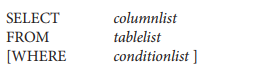 SELECT columnlist
FROM tablelist
[WHERE conditionlist ]